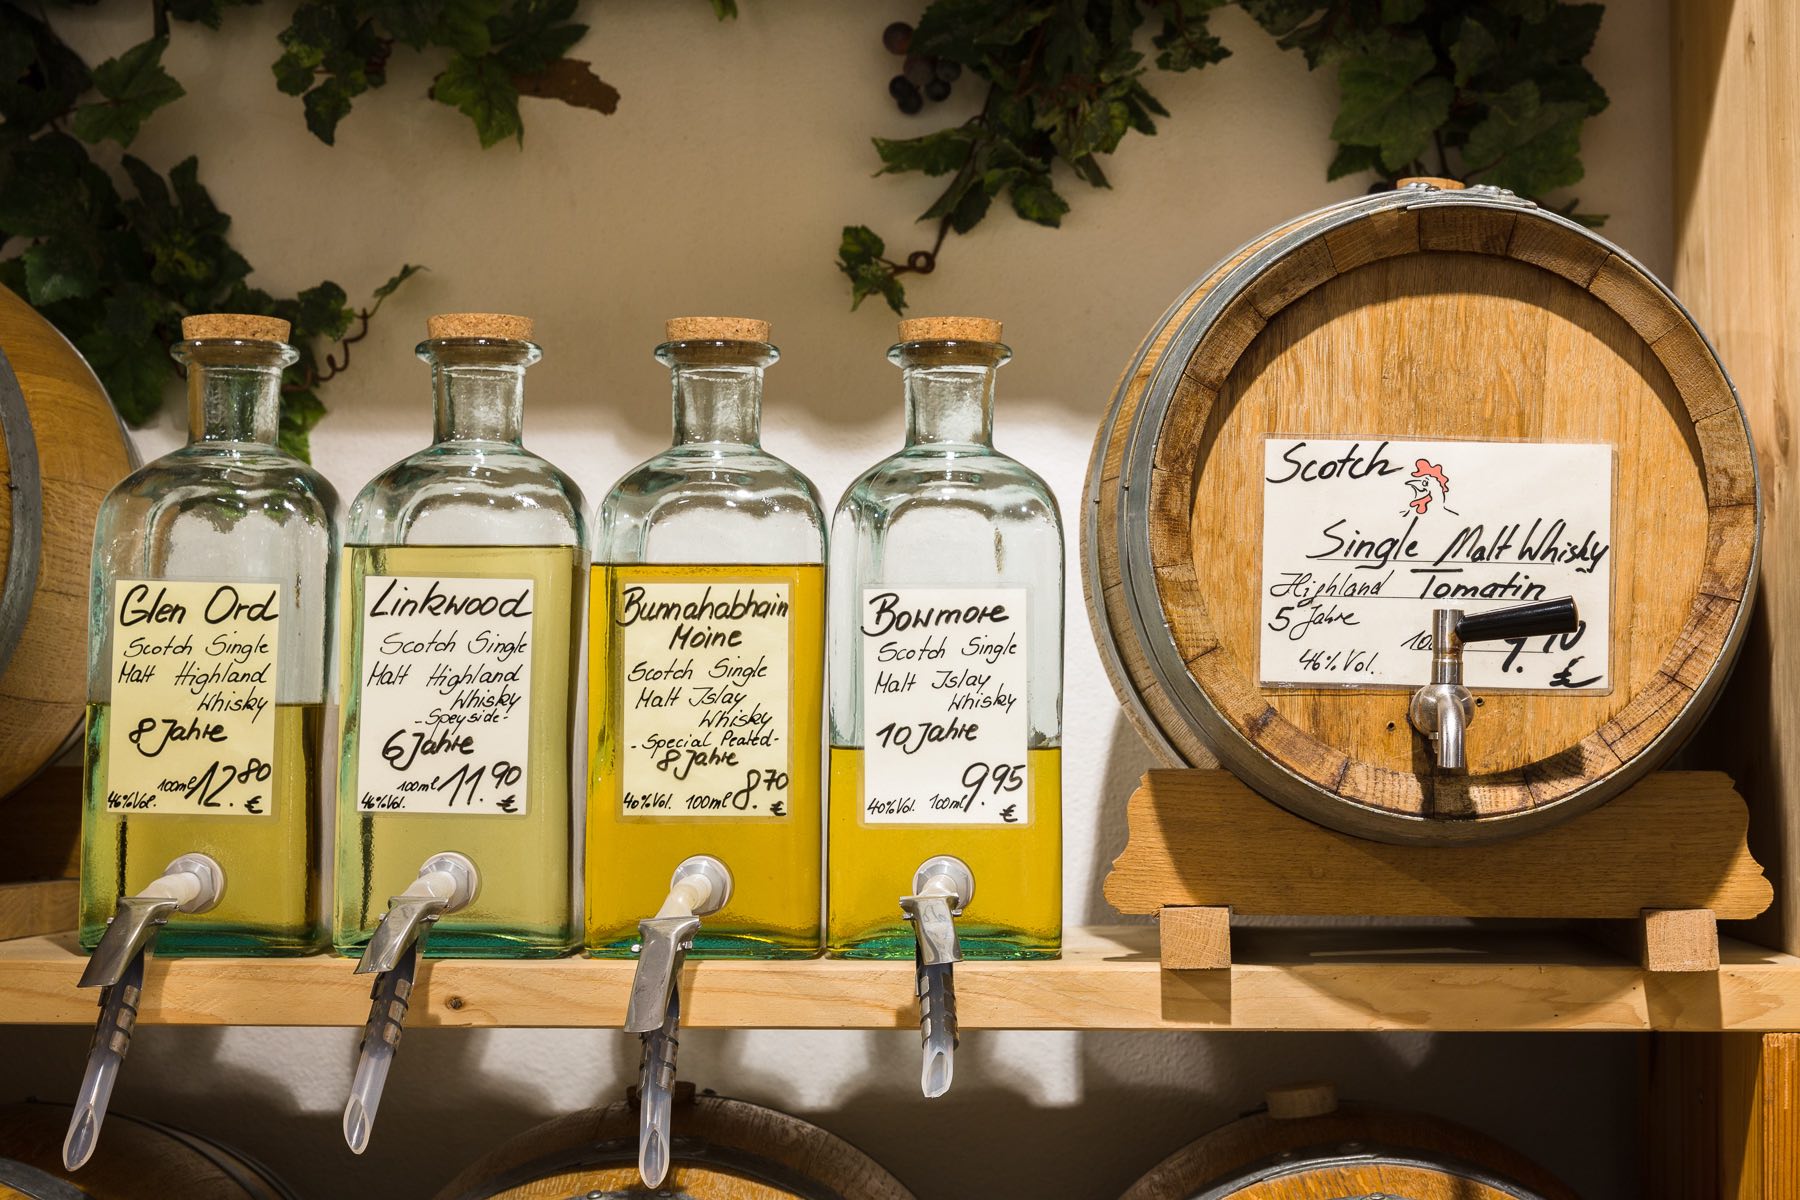 Glen Ord
Scotch Single
Malt Highland
Whisky
8 Jahre
46% Vol. 100ml 12.80
€
Linkwood
Scotch Single
Malt Highland
Whisky
-Speyside-
6 Jahre
46% Vol. 100ml 11.90
€
Bunnahabhain
Moine
Scotch Single
Malt Islay
Whisky
-Special Peated-
8 Jahre
40% Vol. 100ml 8.70
€
Bowmore
Scotch Single
Malt Islay
Whisky
10 Jahre
40% Vol. 100ml 9.95
€
Scotch
Single Malt Whisky
Highland Tomatin
5 Jahre
46% Vol.
€